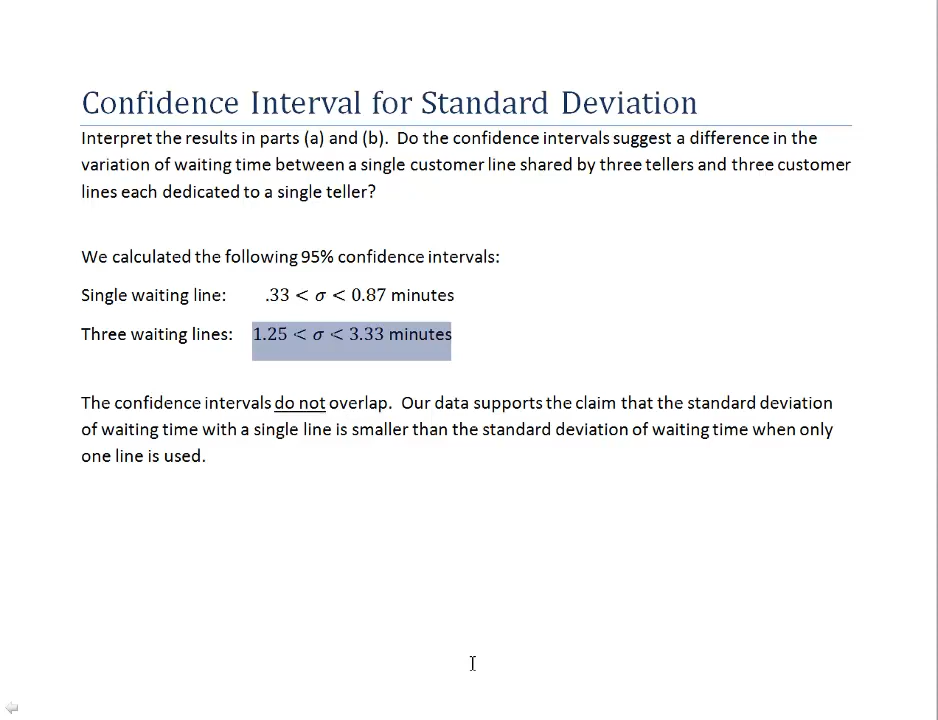 Confidence Interval for Standard Deviation
Interpret the results in parts (a) and (b).  Do the confidence intervals suggest a difference in the
variation of waiting time between a single customer line shared by three tellers and three customer
lines each dedicated to a single teller?
We calculated the following 95% confidence intervals:
Single waiting line: .33 < σ < 0.87 minutes
Three waiting lines: 1.25 < σ < 3.33 minutes
The confidence intervals do not overlap.  Our data supports the claim that the standard deviation
of waiting time with a single line is smaller than the standard deviation of waiting time when only
one line is used.